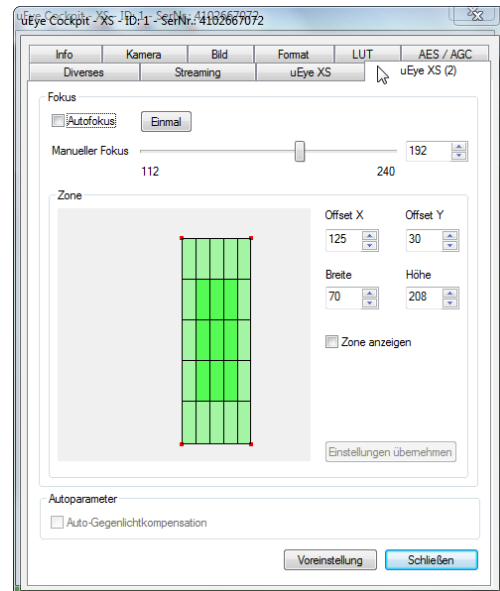 uEye Cockpit - XS - ID: 1 - SerNr.: 4102667072
Info Kamera Bild Format LUT AES / AGC
Diverses Streaming uEye XS uEye XS (2)
Fokus
Autofokus Einmal
Manueller Fokus 192
112 240
Zone
Offset X Offset Y
125 30
Breite Höhe
70 208
Zone anzeigen
Einstellungen übernehmen
Autoparameter
Auto-Gegenlichtkompensation
Voreinstellung Schließen